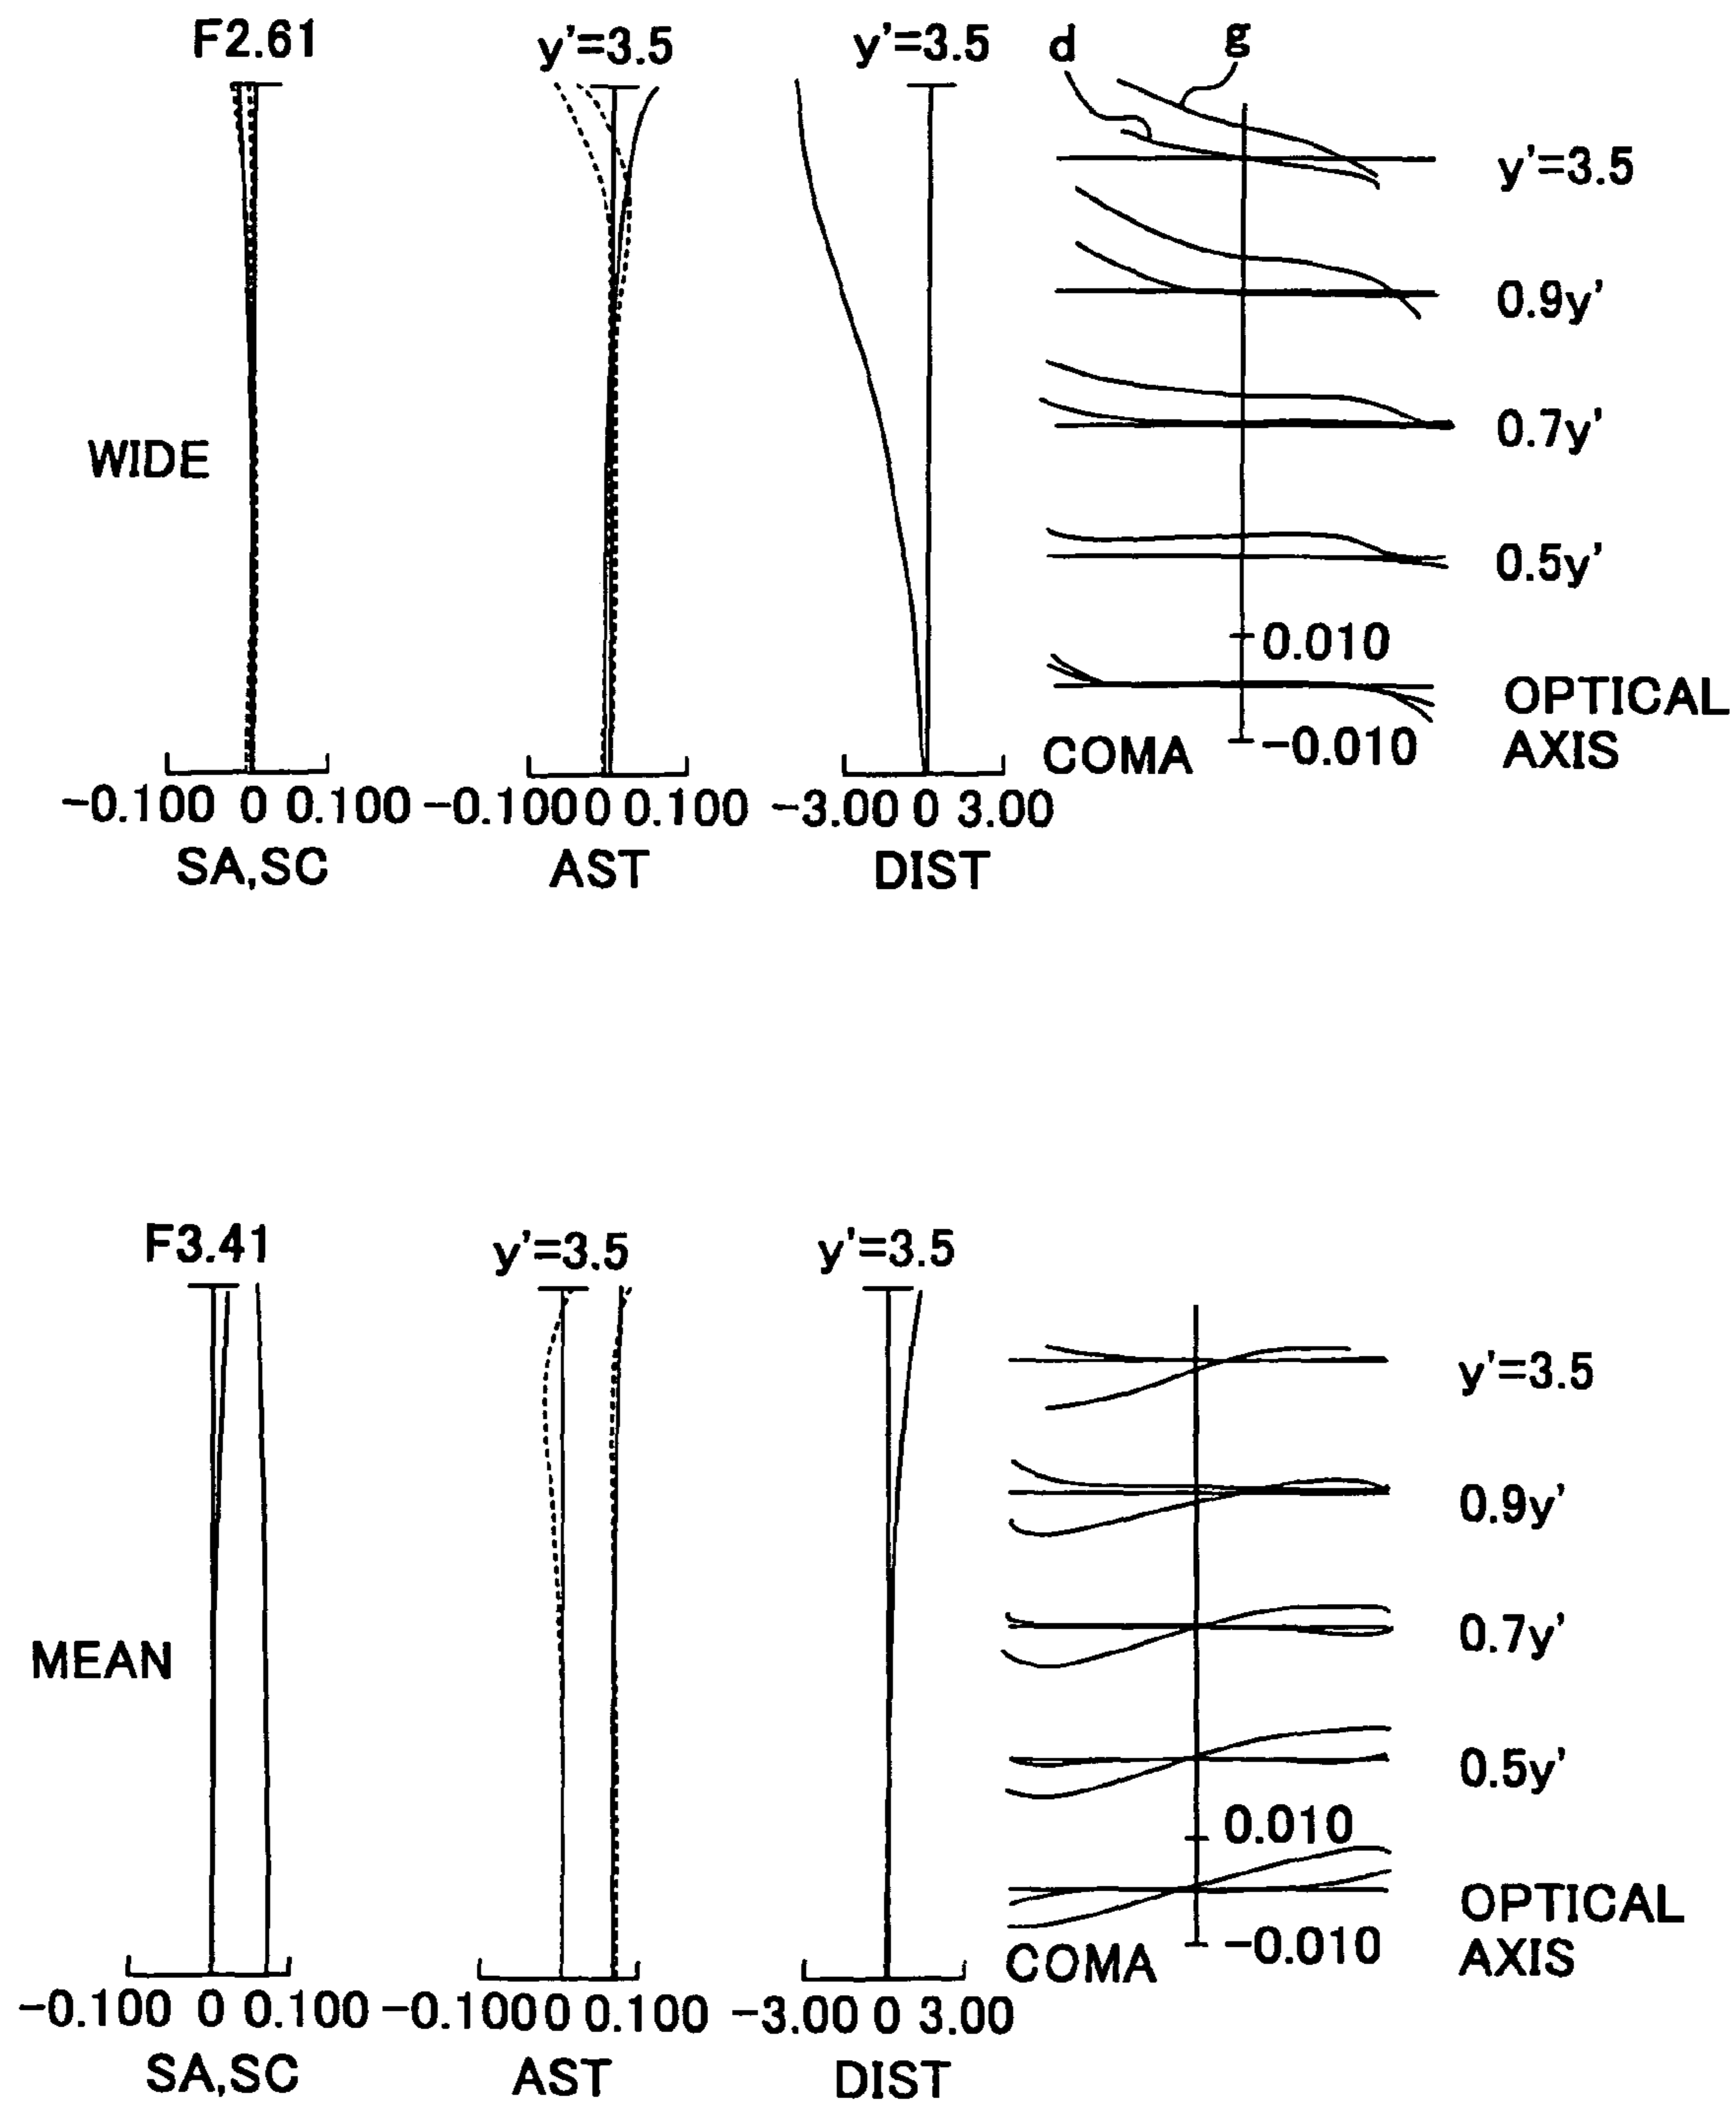 F2.61
y'=3.5
y'=3.5
d
g
y'=3.5
0.9y'
0.7y'
WIDE
0.5y'
0.010
OPTICAL
AXIS
−0.010
COMA
−0.100 0 0.100
−0.100 0 0.100
−3.00 0 3.00
SA,SC
AST
DIST
F3.41
y'=3.5
y'=3.5
y'=3.5
0.9y'
0.7y'
MEAN
0.5y'
0.010
OPTICAL
AXIS
−0.010
COMA
−0.100 0 0.100
−0.100 0 0.100
−3.00 0 3.00
SA,SC
AST
DIST